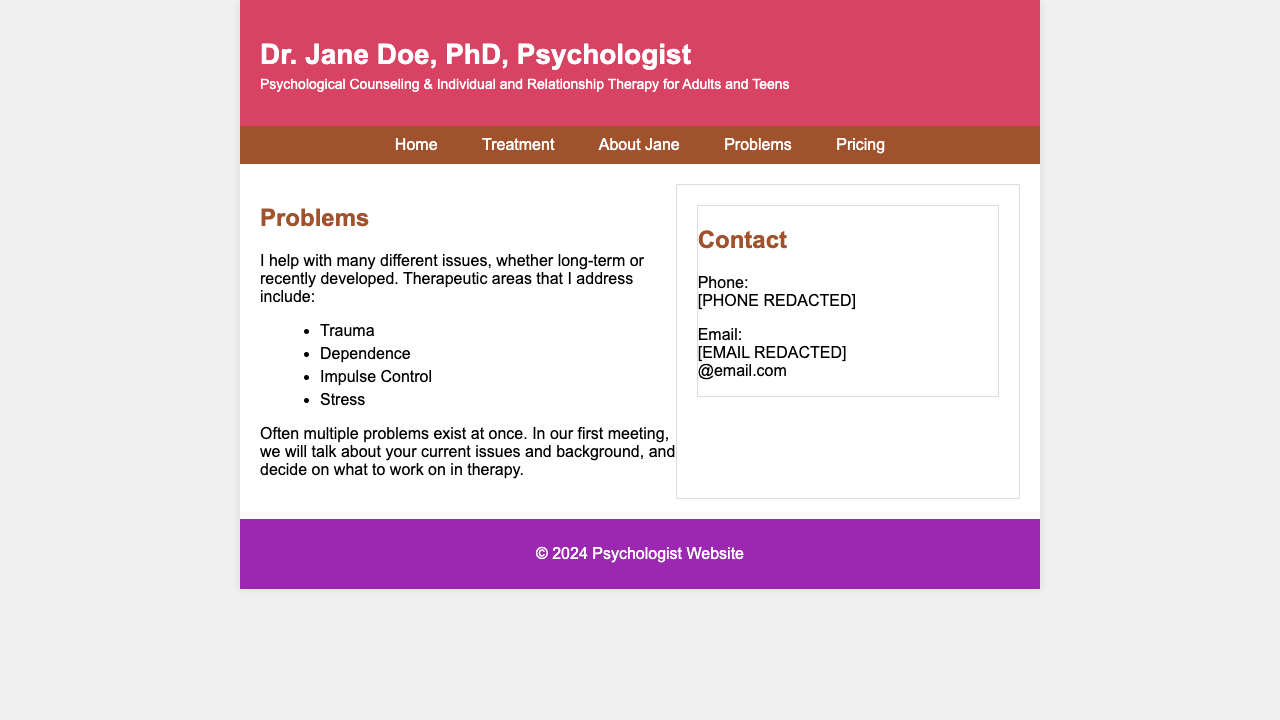 Dr. Jane Doe, PhD, Psychologist
Psychological Counseling & Individual and Relationship Therapy for Adults and Teens
Home Treatment About Jane Problems Pricing
Problems
I help with many different issues, whether long-term or
recently developed. Therapeutic areas that I address
include:
• Trauma
• Dependence
• Impulse Control
• Stress
Often multiple problems exist at once. In our first meeting,
we will talk about your current issues and background, and
decide on what to work on in therapy.
Contact
Phone:
[PHONE REDACTED]
Email:
[EMAIL REDACTED]
@email.com
© 2024 Psychologist Website